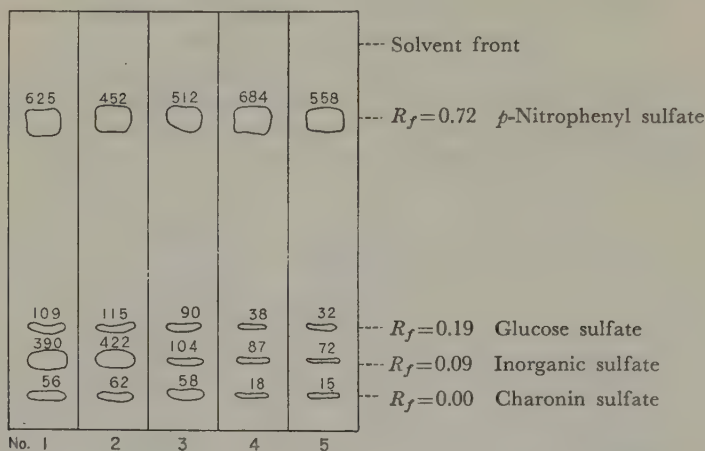 Solvent front
625 452 512 684 558
Rf=0.72 p-Nitrophenyl sulfate
109 115 90 38 32
Rf=0.19 Glucose sulfate
390 422 104 87 72
Rf=0.09 Inorganic sulfate
56 62 58 18 15
Rf=0.00 Charonin sulfate
No. 1 2 3 4 5